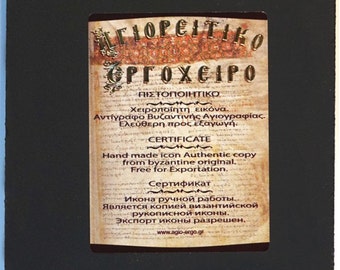 ΑΓΙΟΡΕΙΤΙΚΟ
ΕΡΓΟΧΕΙΡΟ
ΠΙΣΤΟΠΟΙΗΤΙΚΟ
Χειροποίητη εικόνα.
Αντίγραφο Βυζαντινής Αγιογραφίας.
Ελεύθερη προς εξαγωγή.
CERTIFICATE
Hand made icon Authentic copy
from byzantine original.
Free for Exportation.
Сертификат
Икона ручной работы.
Является копией византийской
рукописной иконы.
Экспорт иконы разрешен.
www.agio-ergo.gr